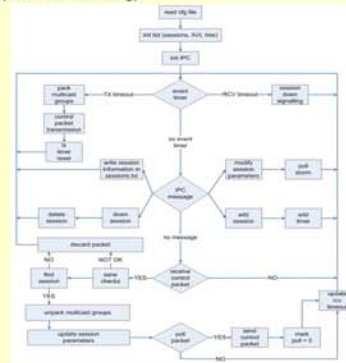 read cfg file
init list (sessions, AUI, misc)
init IPC
event timer
TX timeout
RCV timeout
pack multicast groups
session down signalling
control packet transmission
tx timer reset
no event timer
write session information in sessions list
modify session parameters
poll storm
IPC message
delete session
down session
add session
add timer
no message
discard packet
NO
NOT OK
find session
sane checks
YES
receive control packet
NO
YES
unpack multicast groups
update rcv timeout
update session parameters
poll packet
YES
send control packet
mark poll = 0
NO